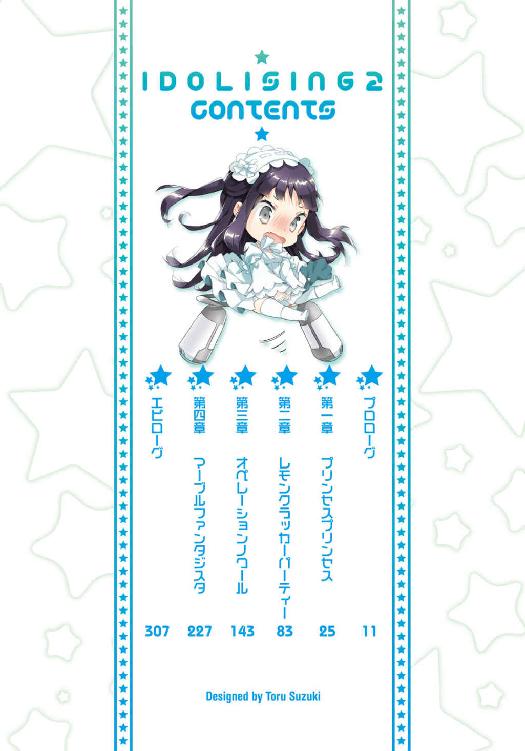 IDOLISING2
CONTENTS
プロローグ 11
第一章 プリンセスプリンセス 25
第二章 レモンクラッカーパーティー 83
第三章 オペレーションノワール 143
第四章 マーブルファンタジスタ 227
エピローグ 307
Designed by Toru Suzuki